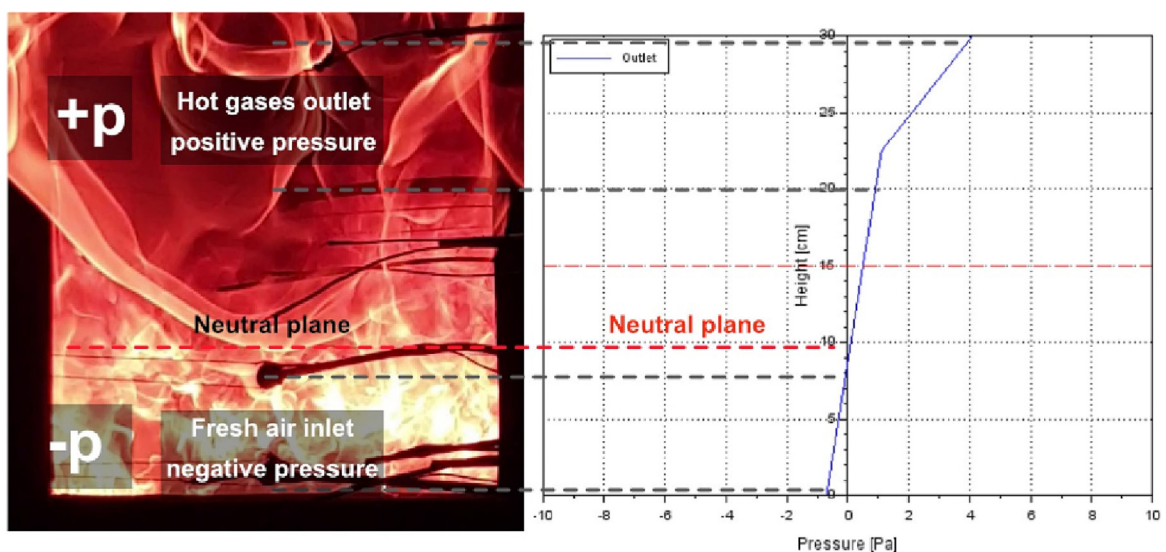 +p
Hot gases outlet
positive pressure
Neutral plane
-p
Fresh air inlet
negative pressure
Outlet
30
25
20
15
10
5
0
Height [cm]
Neutral plane
-10 -8 -6 -4 -2 0 2 4 6 8 10
Pressure [Pa]